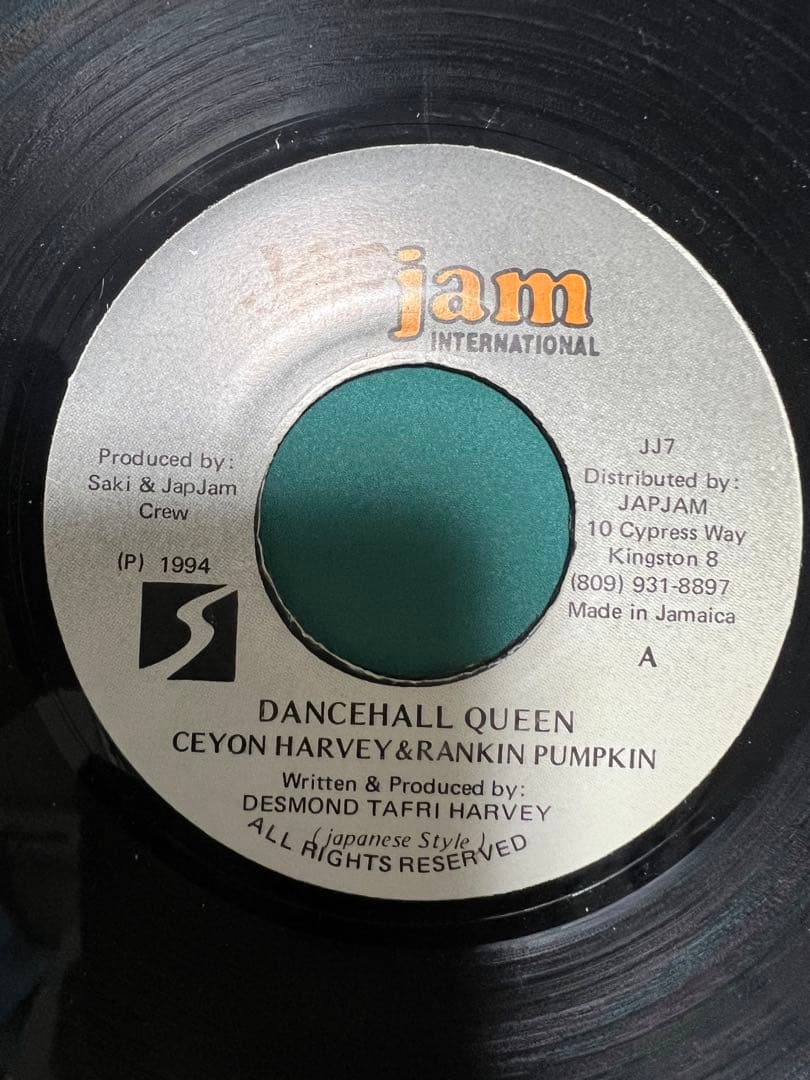 jam
INTERNATIONAL
Produced by:
Saki & JapJam
Crew
(P) 1994
JJ7
Distributed by:
JAPJAM
10 Cypress Way
Kingston 8
(809) 931-8897
Made in Jamaica
A
DANCEHALL QUEEN
CEYON HARVEY&RANKIN PUMPKIN
Written & Produced by:
DESMOND TAFRI HARVEY
(japanese Style)
ALL RIGHTS RESERVED